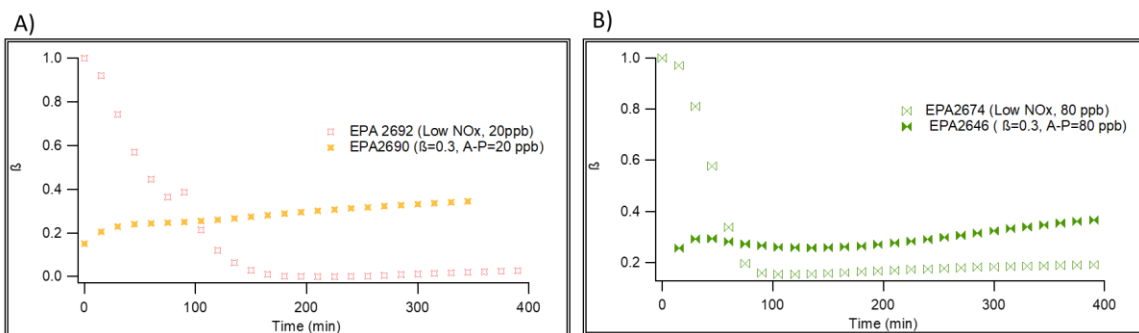 A)
1.0
0.8
0.6
0.4
0.2
0.0
ß
EPA 2692 (Low NOx, 20ppb)
EPA2690 (ß=0.3, A-P=20 ppb)
0
100
200
300
400
Time (min)
B)
1.0
0.8
0.6
0.4
0.2
ß
EPA2674 (Low NOx, 80 ppb)
EPA2646 ( ß=0.3, A-P=80 ppb)
0
100
200
300
400
Time (min)